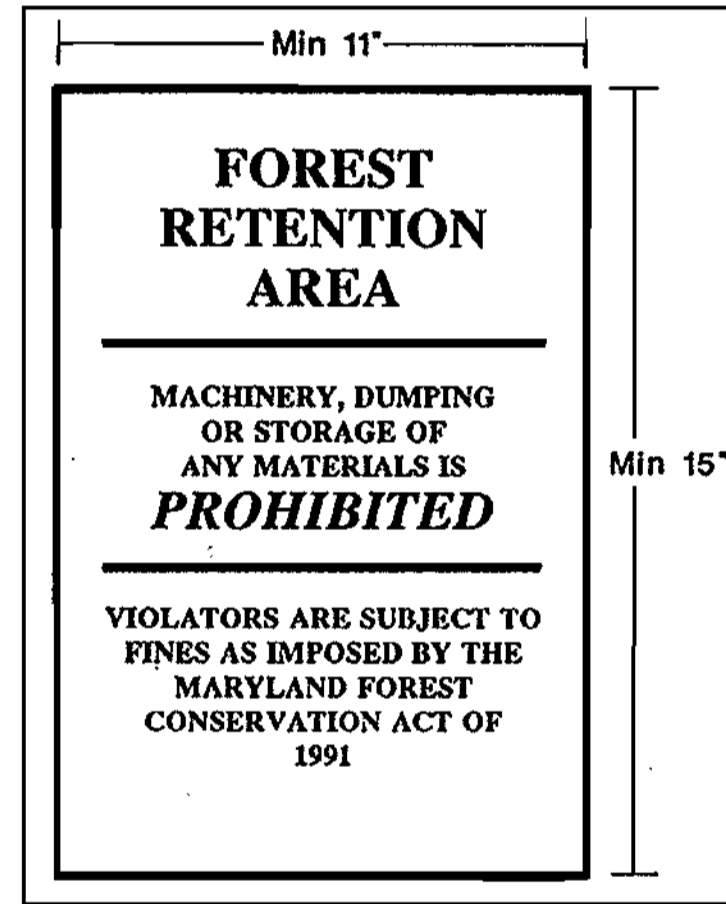 Min 11"
FOREST
RETENTION
AREA
MACHINERY, DUMPING
OR STORAGE OF
ANY MATERIALS IS
PROHIBITED
Min 15"
VIOLATORS ARE SUBJECT TO
FINES AS IMPOSED BY THE
MARYLAND FOREST
CONSERVATION ACT OF
1991